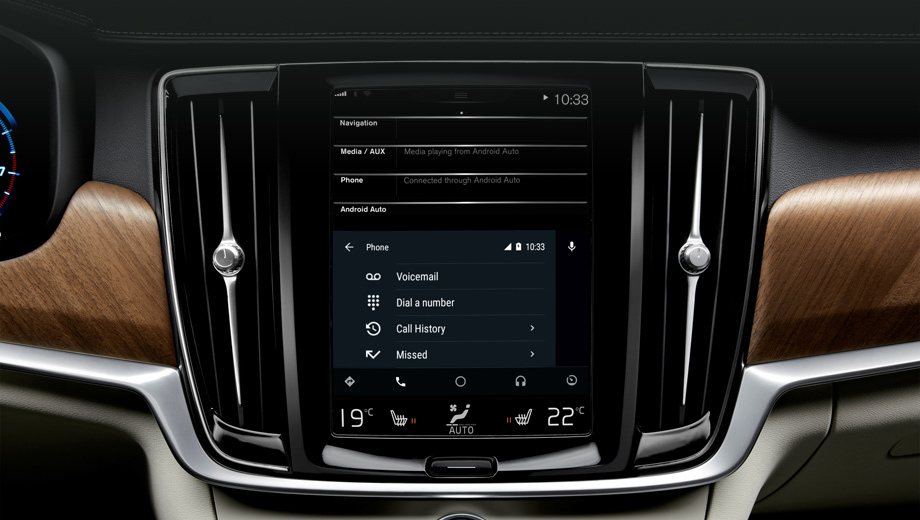 10:33
Navigation
Media / AUX Media playing from Android Auto
Phone Connected through Android Auto
Android Auto
Phone 10:33
Voicemail
Dial a number
Call History
Missed
19°C AUTO 22°C
7